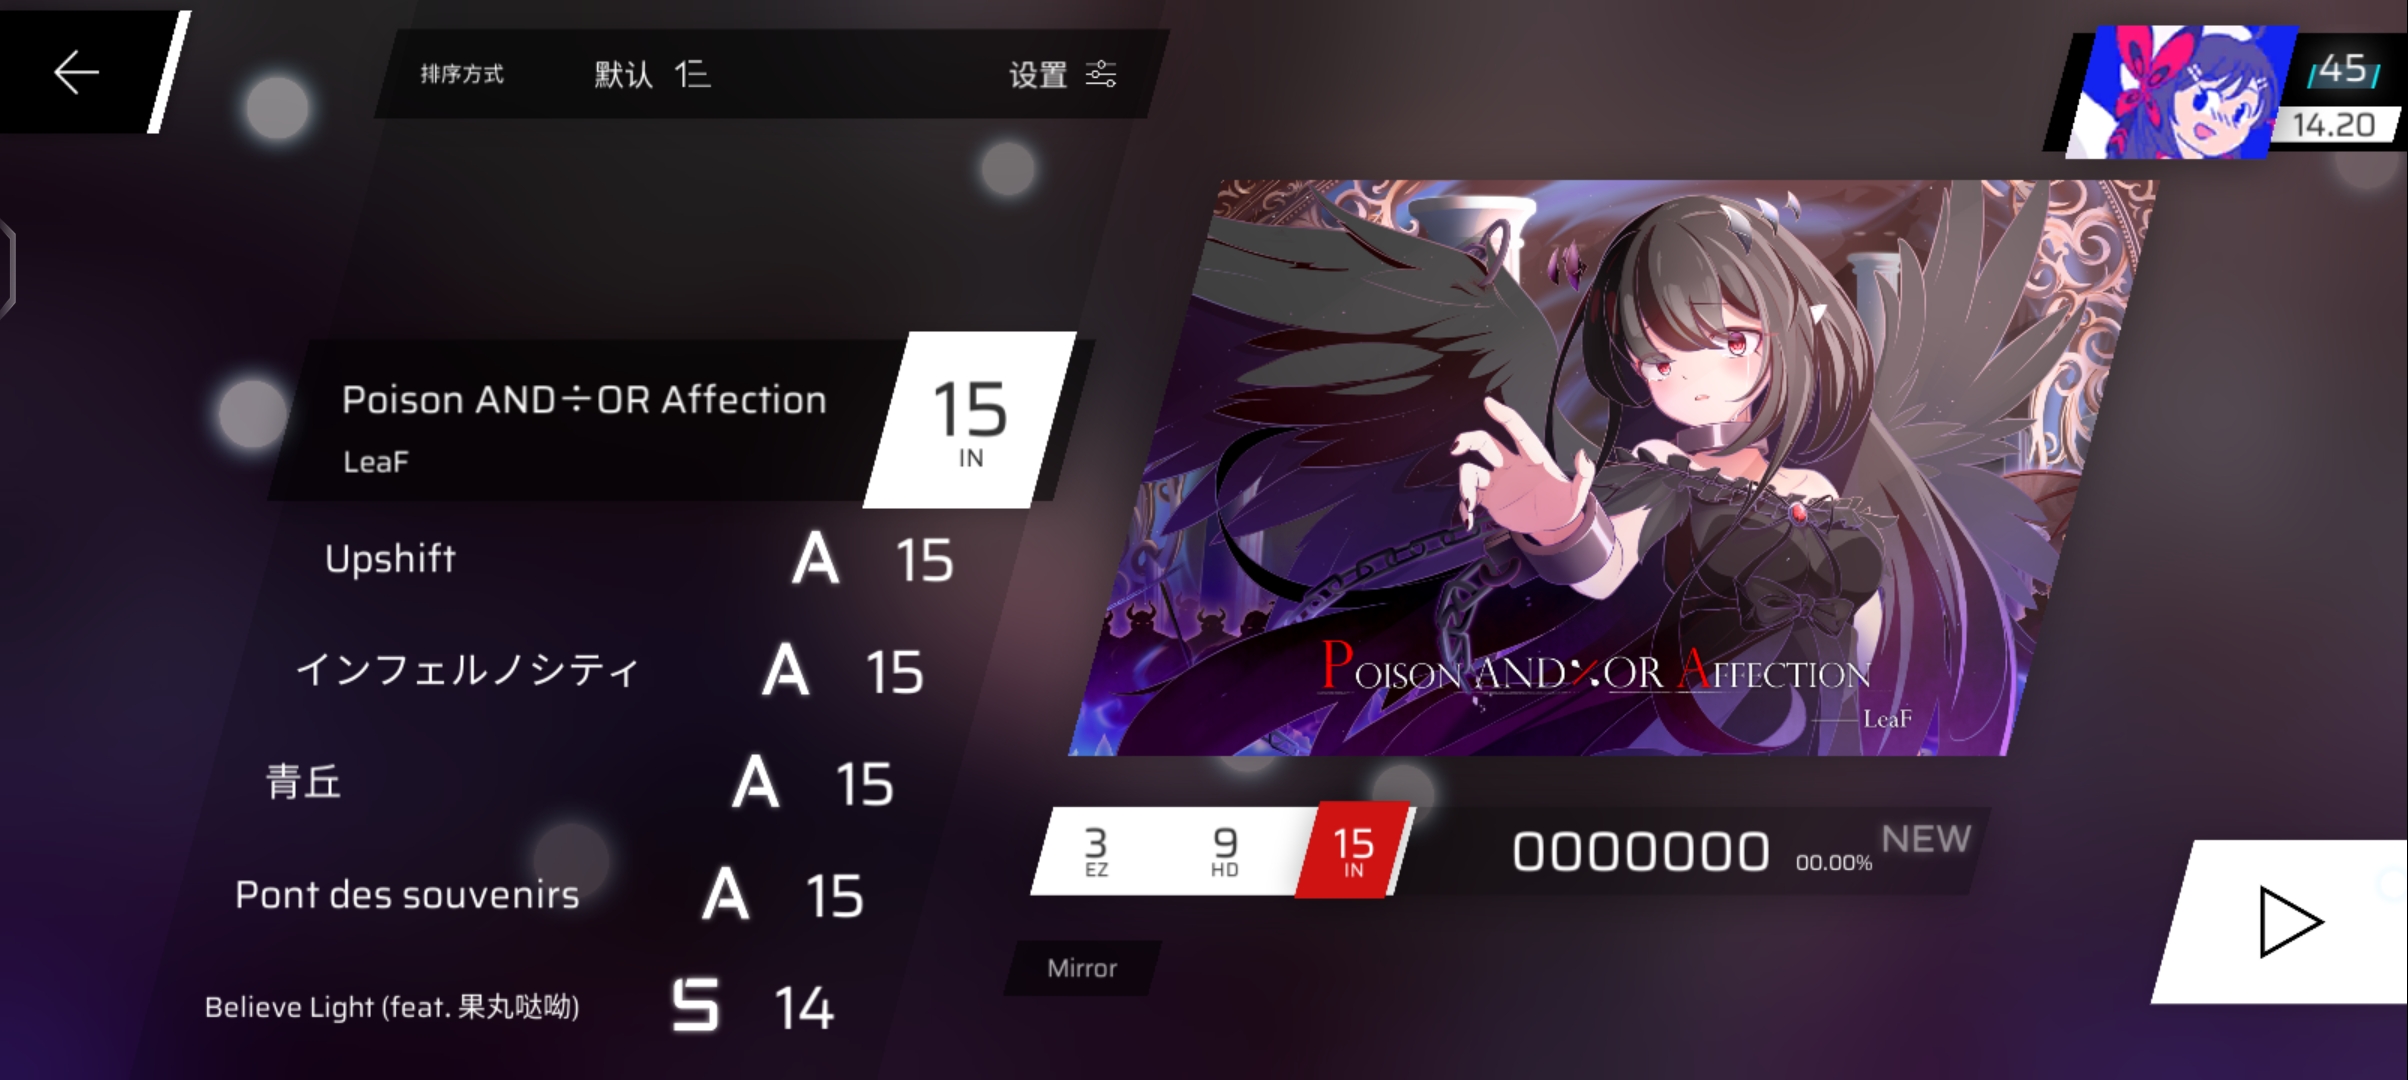 排序方式 默认 设置
45
14.20
Poison AND÷OR Affection
LeaF
15
IN
Upshift A 15
インフェルノシティ A 15
青丘 A 15
Pont des souvenirs A 15
Believe Light (feat. 果丸哒呦) S 14
POISON AND÷OR AFFECTION
LeaF
3 9 15
EZ HD IN
0000000 00.00% NEW
Mirror